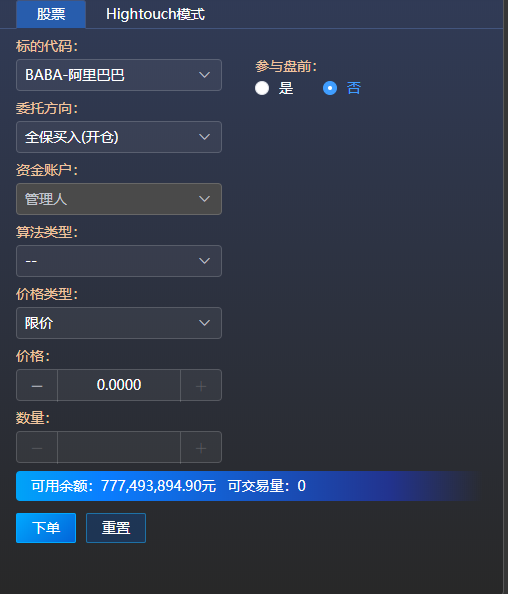 股票 Hightouch模式
标的代码：
BABA-阿里巴巴
参与盘前：
是 否
委托方向：
全保买入(开仓)
资金账户：
管理人
算法类型：
--
价格类型：
限价
价格：
0.0000
数量：
可用余额：777,493,894.90元 可交易量：0
下单 重置